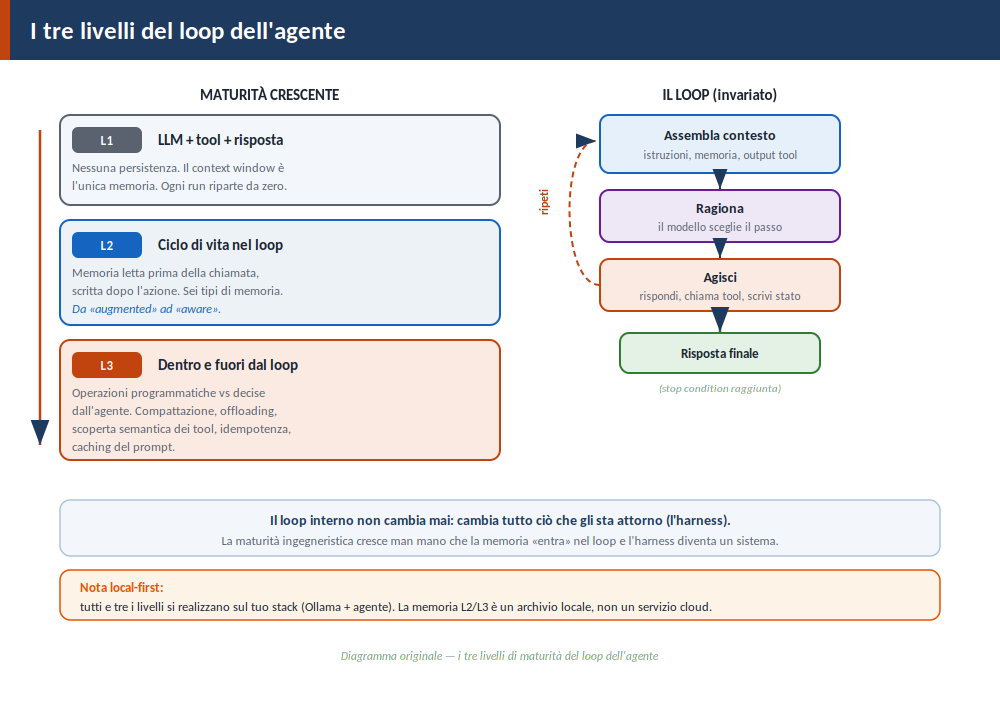 I tre livelli del loop dell'agente
MATURITÀ CRESCENTE
L1
LLM + tool + risposta
Nessuna persistenza. Il context window è
l'unica memoria. Ogni run riparte da zero.
L2
Ciclo di vita nel loop
Memoria letta prima della chiamata,
scritta dopo l'azione. Sei tipi di memoria.
Da «augmented» ad «aware».
L3
Dentro e fuori dal loop
Operazioni programmatiche vs decise
dall'agente. Compattazione, offloading,
scoperta semantica dei tool, idempotenza,
caching del prompt.
IL LOOP (invariato)
Assembla contesto
istruzioni, memoria, output tool
ripeti
Ragiona
il modello sceglie il passo
Agisci
rispondi, chiama tool, scrivi stato
Risposta finale
(stop condition raggiunta)
Il loop interno non cambia mai: cambia tutto ciò che gli sta attorno (l'harness).
La maturità ingegneristica cresce man mano che la memoria «entra» nel loop e l'harness diventa un sistema.
Nota local-first:
tutti e tre i livelli si realizzano sul tuo stack (Ollama + agente). La memoria L2/L3 è un archivio locale, non un servizio cloud.
Diagramma originale — i tre livelli di maturità del loop dell'agente